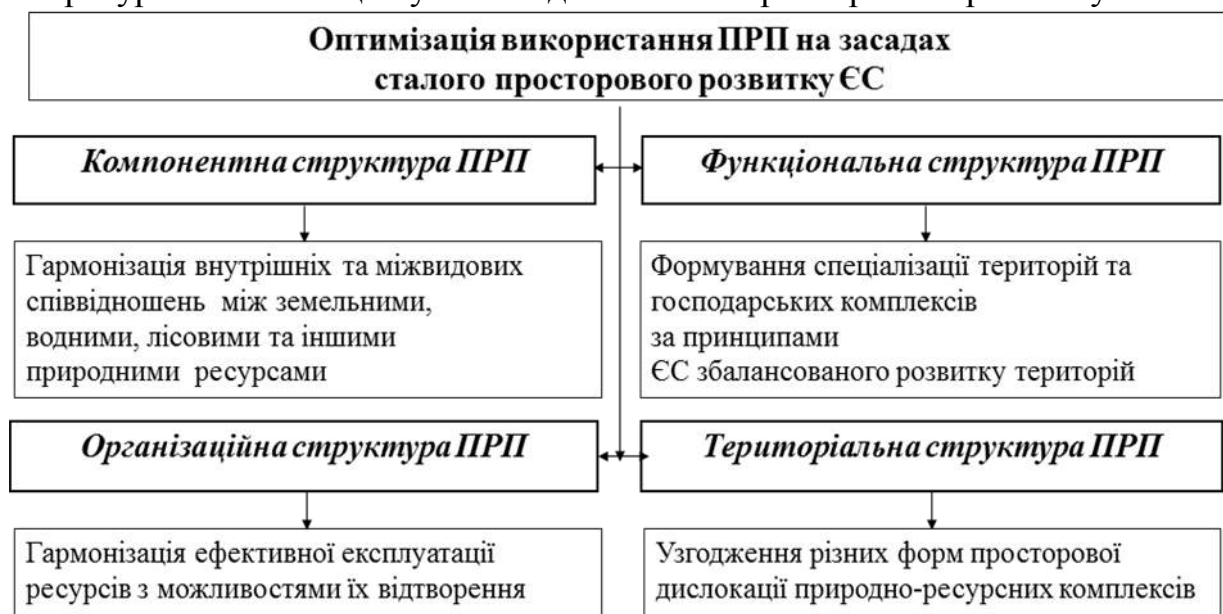 Оптимізація використання ПРП на засадах
сталого просторового розвитку ЄС
Компонентна структура ПРП
Функціональна структура ПРП
Гармонізація внутрішніх та міжвидових
співвідношень між земельними,
водними, лісовими та іншими
природними ресурсами
Формування спеціалізації територій та
господарських комплексів
за принципами
ЄС збалансованого розвитку територій
Організаційна структура ПРП
Територіальна структура ПРП
Гармонізація ефективної експлуатації
ресурсів з можливостями їх відтворення
Узгодження різних форм просторової
дислокації природно-ресурсних комплексів